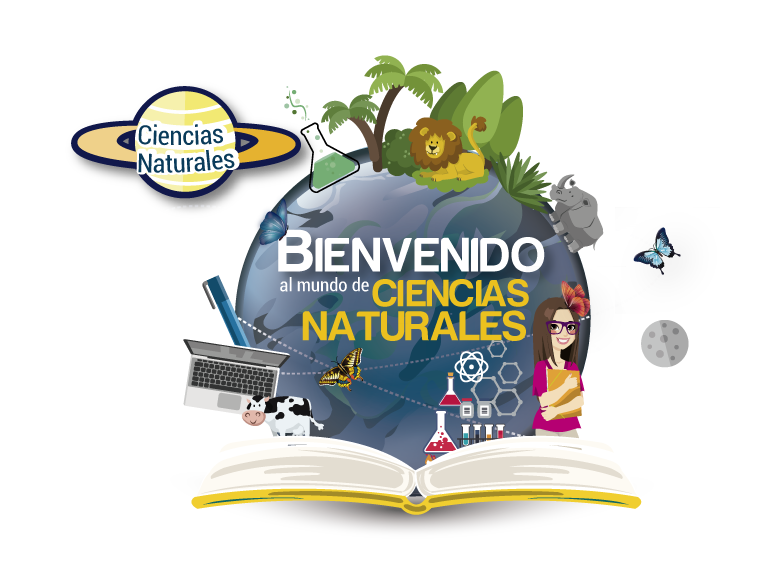 Ciencias
Naturales
BIENVENIDO
al mundo de CIENCIAS
NATURALES